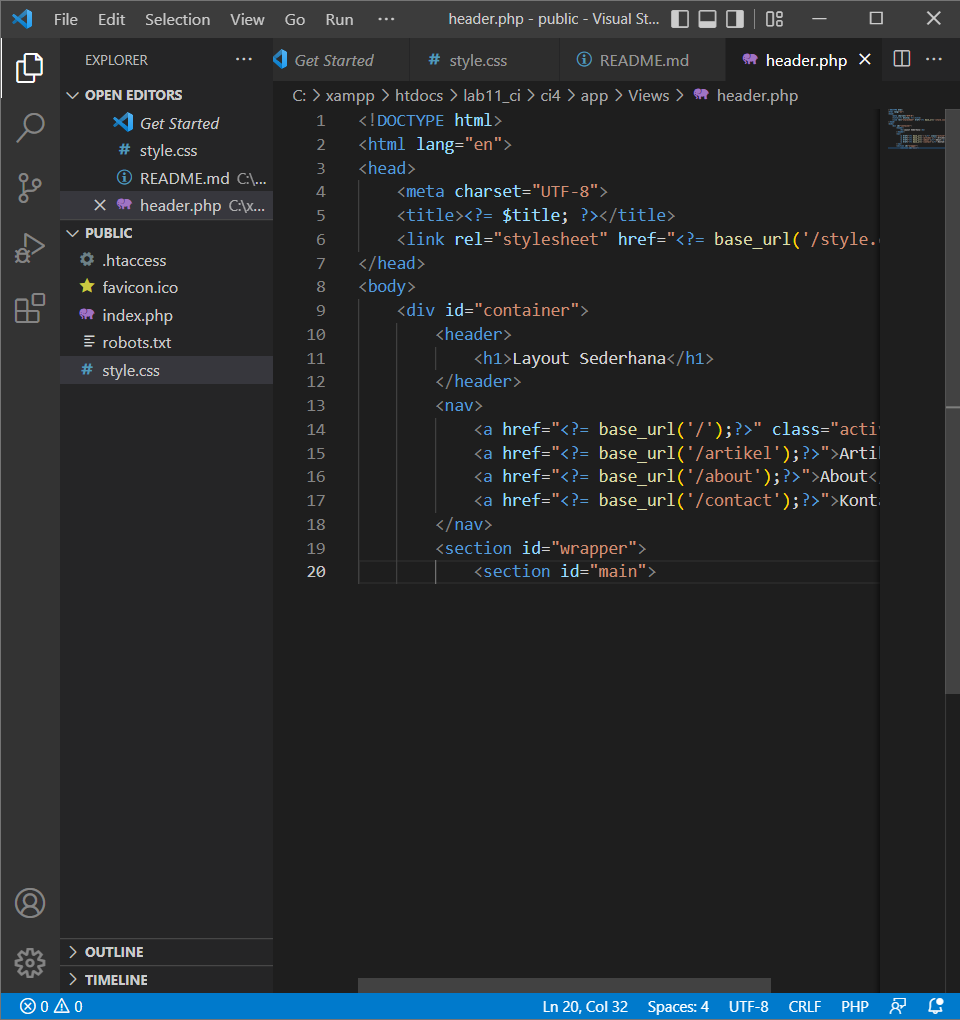 File Edit Selection View Go Run ··· header.php - public - Visual St...
EXPLORER ···
Get Started # style.css README.md header.php ···
OPEN EDITORS
Get Started
# style.css
README.md C:\...
header.php C:\x...
PUBLIC
.htaccess
favicon.ico
index.php
robots.txt
# style.css
OUTLINE
TIMELINE
C: > xampp > htdocs > lab11_ci > ci4 > app > Views > header.php
1 <!DOCTYPE html>
2 <html lang="en">
3 <head>
4 <meta charset="UTF-8">
5 <title><?= $title; ?></title>
6 <link rel="stylesheet" href="<?= base_url('/style.
7 </head>
8 <body>
9 <div id="container">
10 <header>
11 <h1>Layout Sederhana</h1>
12 </header>
13 <nav>
14 <a href="<?= base_url('/');?>" class="acti
15 <a href="<?= base_url('/artikel');?>">Arti
16 <a href="<?= base_url('/about');?>">About<
17 <a href="<?= base_url('/contact');?>">Konta
18 </nav>
19 <section id="wrapper">
20 <section id="main">
0 0 Ln 20, Col 32 Spaces: 4 UTF-8 CRLF PHP